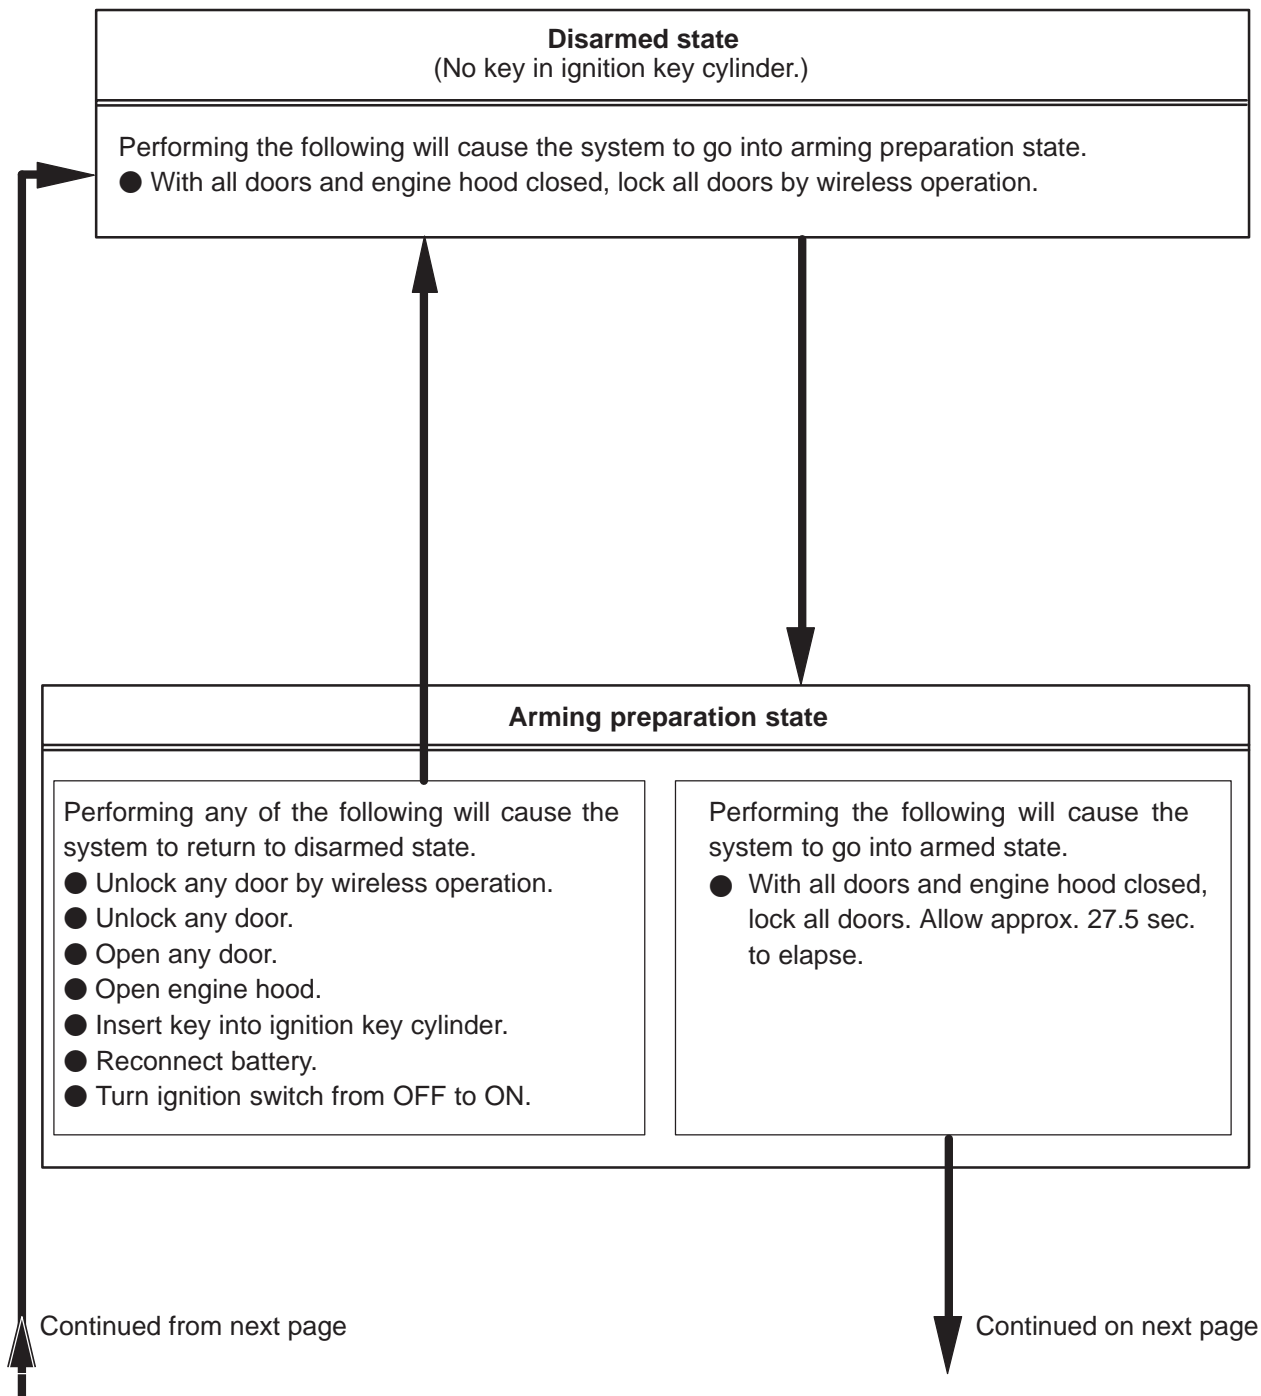 Disarmed state
(No key in ignition key cylinder.)
Performing the following will cause the system to go into arming preparation state.
● With all doors and engine hood closed, lock all doors by wireless operation.
Arming preparation state
Performing any of the following will cause the
system to return to disarmed state.
● Unlock any door by wireless operation.
● Unlock any door.
● Open any door.
● Open engine hood.
● Insert key into ignition key cylinder.
● Reconnect battery.
● Turn ignition switch from OFF to ON.
Performing the following will cause the
system to go into armed state.
● With all doors and engine hood closed,
lock all doors. Allow approx. 27.5 sec.
to elapse.
Continued from next page
Continued on next page